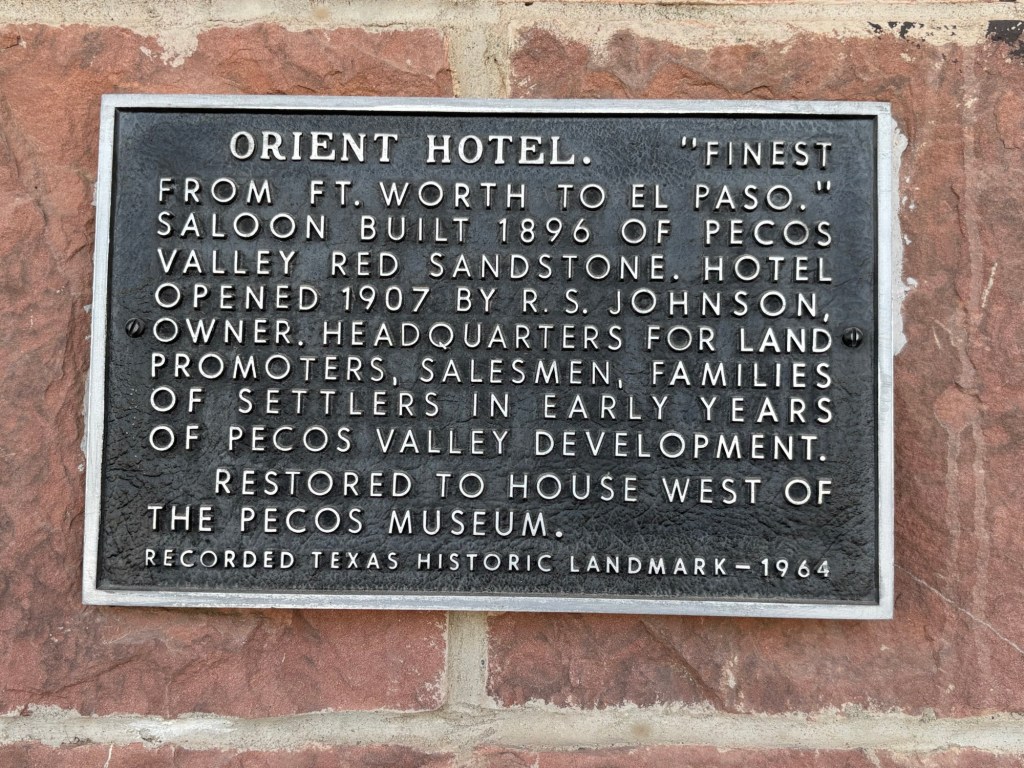 ORIENT HOTEL. "FINEST
FROM FT. WORTH TO EL PASO."
SALOON BUILT 1896 OF PECOS
VALLEY RED SANDSTONE. HOTEL
OPENED 1907 BY R. S. JOHNSON,
OWNER. HEADQUARTERS FOR LAND
PROMOTERS, SALESMEN, FAMILIES
OF SETTLERS IN EARLY YEARS
OF PECOS VALLEY DEVELOPMENT.
RESTORED TO HOUSE WEST OF
THE PECOS MUSEUM.
RECORDED TEXAS HISTORIC LANDMARK – 1964